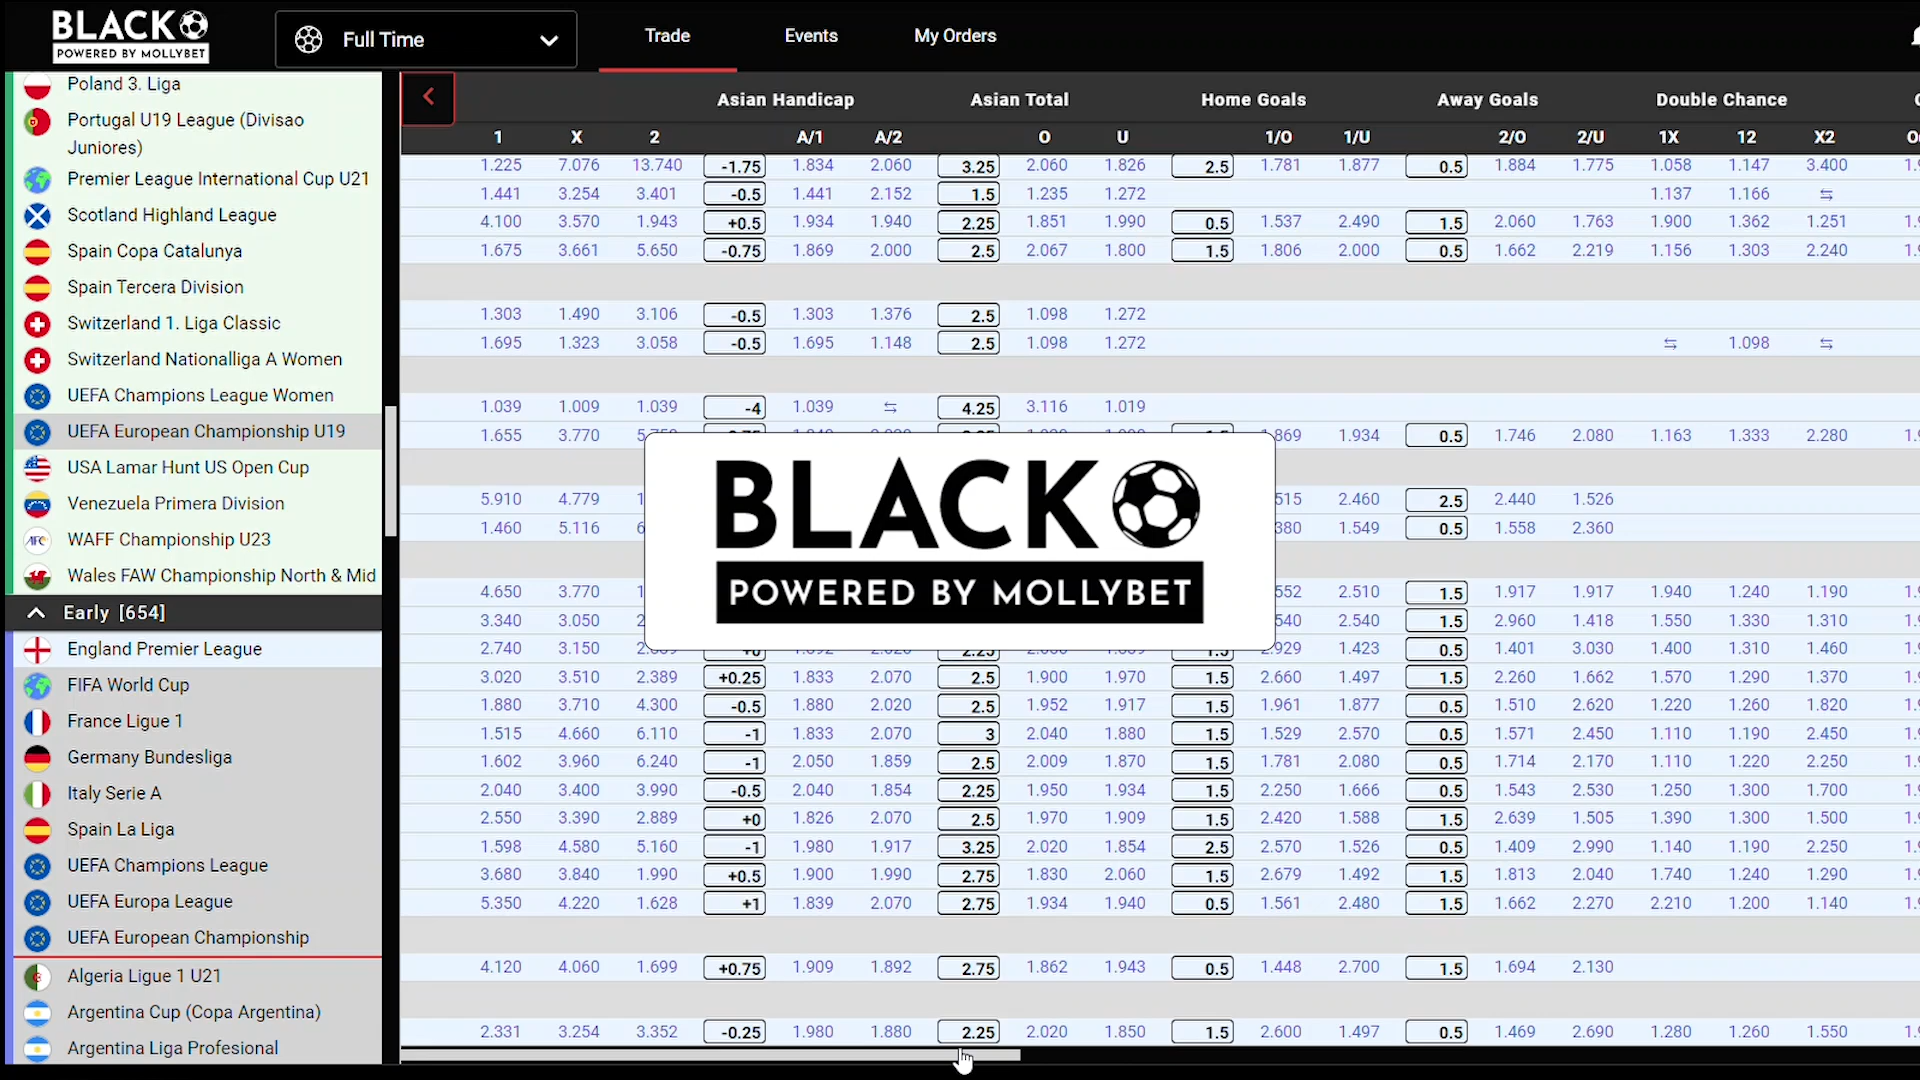 BLACK
POWERED BY MOLLYBET
Full Time
Trade Events My Orders
Poland 3. Liga
Portugal U19 League (Divisao
Juniores)
Premier League International Cup U21
Scotland Highland League
Spain Copa Catalunya
Spain Tercera Division
Switzerland 1. Liga Classic
Switzerland Nationalliga A Women
UEFA Champions League Women
UEFA European Championship U19
USA Lamar Hunt US Open Cup
Venezuela Primera Division
WAFF Championship U23
Wales FAW Championship North & Mid
Early [654]
England Premier League
FIFA World Cup
France Ligue 1
Germany Bundesliga
Italy Serie A
Spain La Liga
UEFA Champions League
UEFA Europa League
UEFA European Championship
Algeria Ligue 1 U21
Argentina Cup (Copa Argentina)
Argentina Liga Profesional
Asian Handicap Asian Total Home Goals Away Goals Double Chance
1 X 2 A/1 A/2 O U 1/O 1/U 2/O 2/U 1X 12 X2
1.225 7.076 13.740 -1.75 1.834 2.060 3.25 2.060 1.826 2.5 1.781 1.877 0.5 1.884 1.775 1.058 1.147 3.400
1.441 3.254 3.401 -0.5 1.441 2.152 1.5 1.235 1.272 1.137 1.166 ⇆
4.100 3.570 1.943 +0.5 1.934 1.940 2.25 1.851 1.990 0.5 1.537 2.490 1.5 2.060 1.763 1.900 1.362 1.251
1.675 3.661 5.650 -0.75 1.869 2.000 2.5 2.067 1.800 1.5 1.806 2.000 0.5 1.662 2.219 1.156 1.303 2.240
1.303 1.490 3.106 -0.5 1.303 1.376 2.5 1.098 1.272
1.695 1.323 3.058 -0.5 1.695 1.148 2.5 1.098 1.272 ⇆ 1.098 ⇆
1.039 1.009 1.039 -4 1.039 ⇆ 4.25 3.116 1.019
1.655 3.770 1.934 0.5 1.746 2.080 1.163 1.333 2.280
5.910 4.779 2.460 2.5 2.440 1.526
1.460 5.116 1.549 0.5 1.558 2.360
BLACK
POWERED BY MOLLYBET
4.650 3.770 2.510 1.5 1.917 1.917 1.940 1.240 1.190
3.340 3.050 2.540 1.5 2.960 1.418 1.550 1.330 1.310
2.740 3.150 1.423 0.5 1.401 3.030 1.400 1.310 1.460
3.020 3.510 2.389 +0.25 1.833 2.070 2.5 1.900 1.970 1.5 2.660 1.497 1.5 2.260 1.662 1.570 1.290 1.370
1.880 3.710 4.300 -0.5 1.880 2.020 2.5 1.952 1.917 1.5 1.961 1.877 0.5 1.510 2.620 1.220 1.260 1.820
1.515 4.660 6.110 -1 1.833 2.070 3 2.040 1.880 1.5 1.529 2.570 0.5 1.571 2.450 1.110 1.190 2.450
1.602 3.960 6.240 -1 2.050 1.859 2.5 2.009 1.870 1.5 1.781 2.080 0.5 1.714 2.170 1.110 1.220 2.250
2.040 3.400 3.990 -0.5 2.040 1.854 2.25 1.950 1.934 1.5 2.250 1.666 0.5 1.543 2.530 1.250 1.300 1.700
2.550 3.390 2.889 +0 1.826 2.070 2.5 1.970 1.909 1.5 2.420 1.588 1.5 2.639 1.505 1.390 1.300 1.500
1.598 4.580 5.160 -1 1.980 1.917 3.25 2.020 1.854 2.5 2.570 1.526 0.5 1.409 2.990 1.140 1.190 2.250
3.680 3.840 1.990 +0.5 1.900 1.990 2.75 1.830 2.060 1.5 2.679 1.492 1.5 1.813 2.040 1.740 1.240 1.290
5.350 4.220 1.628 +1 1.839 2.070 2.75 1.934 1.940 0.5 1.561 2.480 1.5 1.662 2.270 2.210 1.200 1.140
4.120 4.060 1.699 +0.75 1.909 1.892 2.75 1.862 1.943 0.5 1.448 2.700 1.5 1.694 2.130
2.331 3.254 3.352 -0.25 1.980 1.880 2.25 2.020 1.850 1.5 2.600 1.497 0.5 1.469 2.690 1.280 1.260 1.550